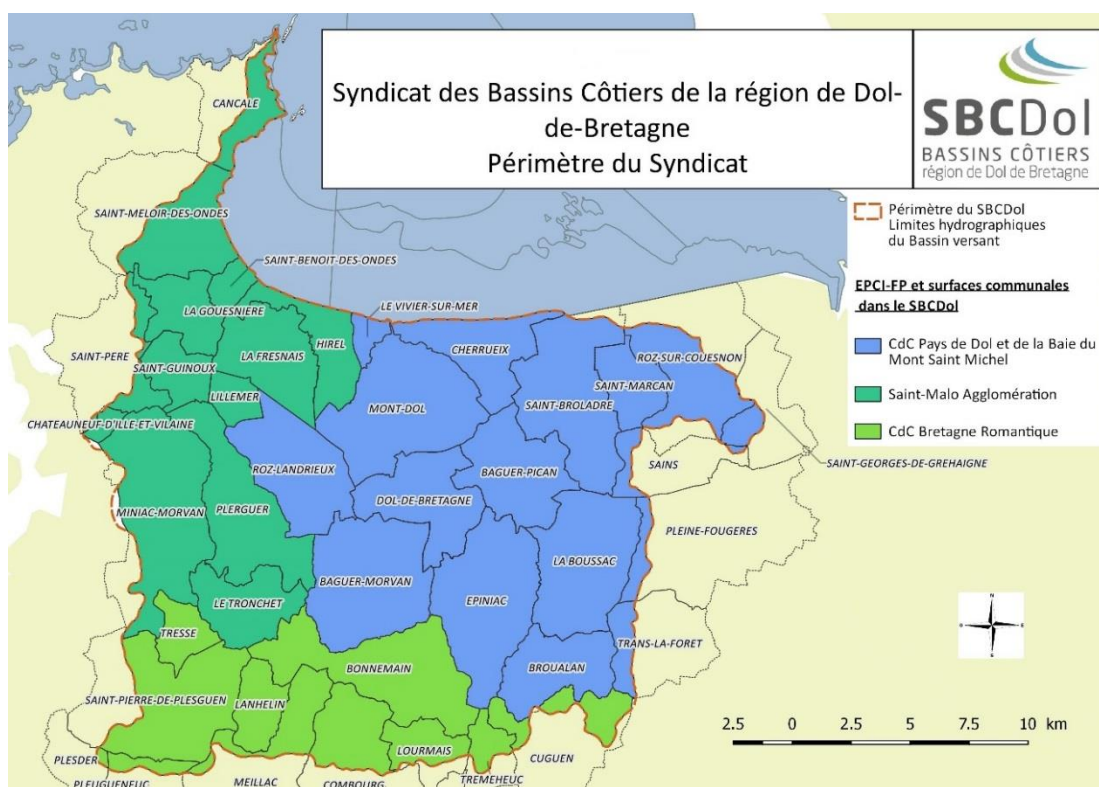 Syndicat des Bassins Côtiers de la région de Dol-
de-Bretagne
Périmètre du Syndicat
SBCDol
BASSINS CÔTIERS
région de Dol de Bretagne
Périmètre du SBCDol
Limites hydrographiques
du Bassin versant
EPCI-FP et surfaces communales
dans le SBCDol
CdC Pays de Dol et de la Baie du
Mont Saint Michel
Saint-Malo Agglomération
CdC Bretagne Romantique
CANCALE
SAINT-MELOIR-DES-ONDES
SAINT-BENOIT-DES-ONDES
LA GOUESNIERE
LE VIVIER-SUR-MER
HIREL
CHERRUEIX
ROZ-SUR-COUESNON
SAINT-PERE
LA FRESNAIS
SAINT-GUINOUX
SAINT-MARCAN
LILLEMER
MONT-DOL
SAINT-BROLADRE
CHATEAUNEUF-D'ILLE-ET-VILAINE
SAINT-GEORGES-DE-GREHAIGNE
ROZ-LANDRIEUX
BAGUER-PICAN
SAINS
DOL-DE-BRETAGNE
MINIAC-MORVAN
PLERGUER
PLEINE-FOUGERES
LA BOUSSAC
BAGUER-MORVAN
EPINIAC
LE TRONCHET
TRESSE
TRANS-LA-FORET
BONNEMAIN
BROUALAN
SAINT-PIERRE-DE-PLESGUEN
LANHELIN
LOURMAIS
CUGUEN
PLESDER
TREMEHEUC
PLEUGUENEUC
MEILLAC
COMBOURG
N
O
E
S
2.5 0 2.5 5 7.5 10 km